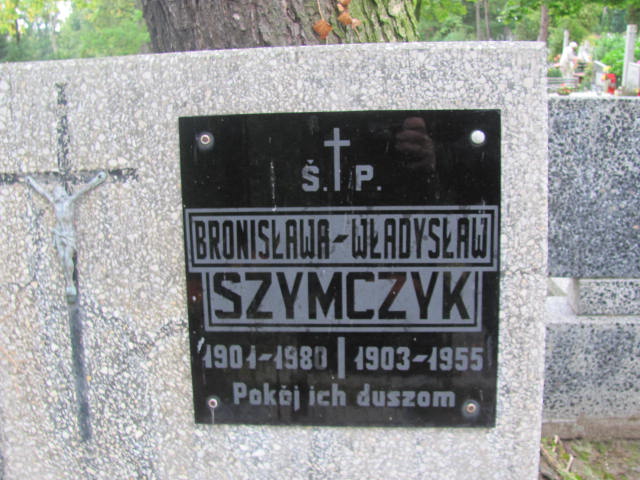 Ś. P.
BRONISŁAWA-WŁADYSŁAW
SZYMCZYK
1901-1980 | 1903-1955
Pokój ich duszom